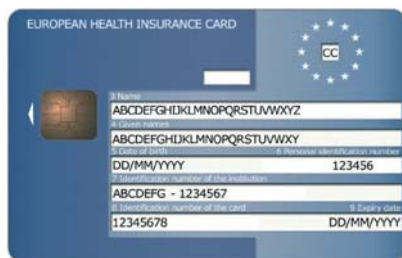 EUROPEAN HEALTH INSURANCE CARD
CC
3 Name
ABCDEFGHIJKLMNOPQRSTUVWXYZ
4 Given names
ABCDEFGHIJKLMNOPQRSTUVWXY
5 Date of birth 6 Personal identification number
DD/MM/YYYY 123456
7 Identification number of the institution
ABCDEFG - 1234567
8 Identification number of the card 9 Expiry date
12345678 DD/MM/YYYY